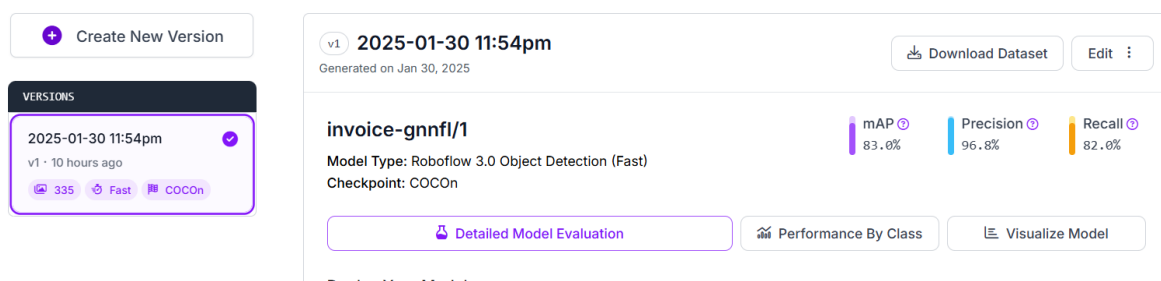 Create New Version
VERSIONS
2025-01-30 11:54pm
v1 · 10 hours ago
335 Fast COCOn
v1 2025-01-30 11:54pm
Generated on Jan 30, 2025
Download Dataset
Edit
invoice-gnnfl/1
Model Type: Roboflow 3.0 Object Detection (Fast)
Checkpoint: COCOn
mAP
83.0%
Precision
96.8%
Recall
82.0%
Detailed Model Evaluation
Performance By Class
Visualize Model